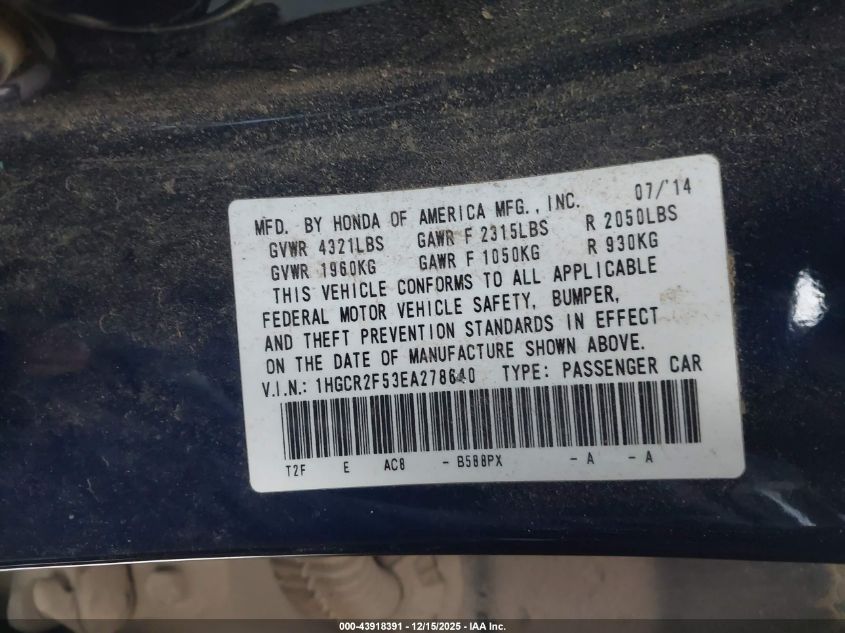 MFD. BY HONDA OF AMERICA MFG., INC. 07/'14
GVWR 4321LBS GAWR F 2315LBS R 2050LBS
GVWR 1960KG GAWR F 1050KG R 930KG
THIS VEHICLE CONFORMS TO ALL APPLICABLE
FEDERAL MOTOR VEHICLE SAFETY, BUMPER,
AND THEFT PREVENTION STANDARDS IN EFFECT
ON THE DATE OF MANUFACTURE SHOWN ABOVE.
V.I.N.: 1HGCR2F53EA278640 TYPE: PASSENGER CAR
T2F E AC8 - B588PX - A - A
000-43918391 - 12/15/2025 - IAA Inc.